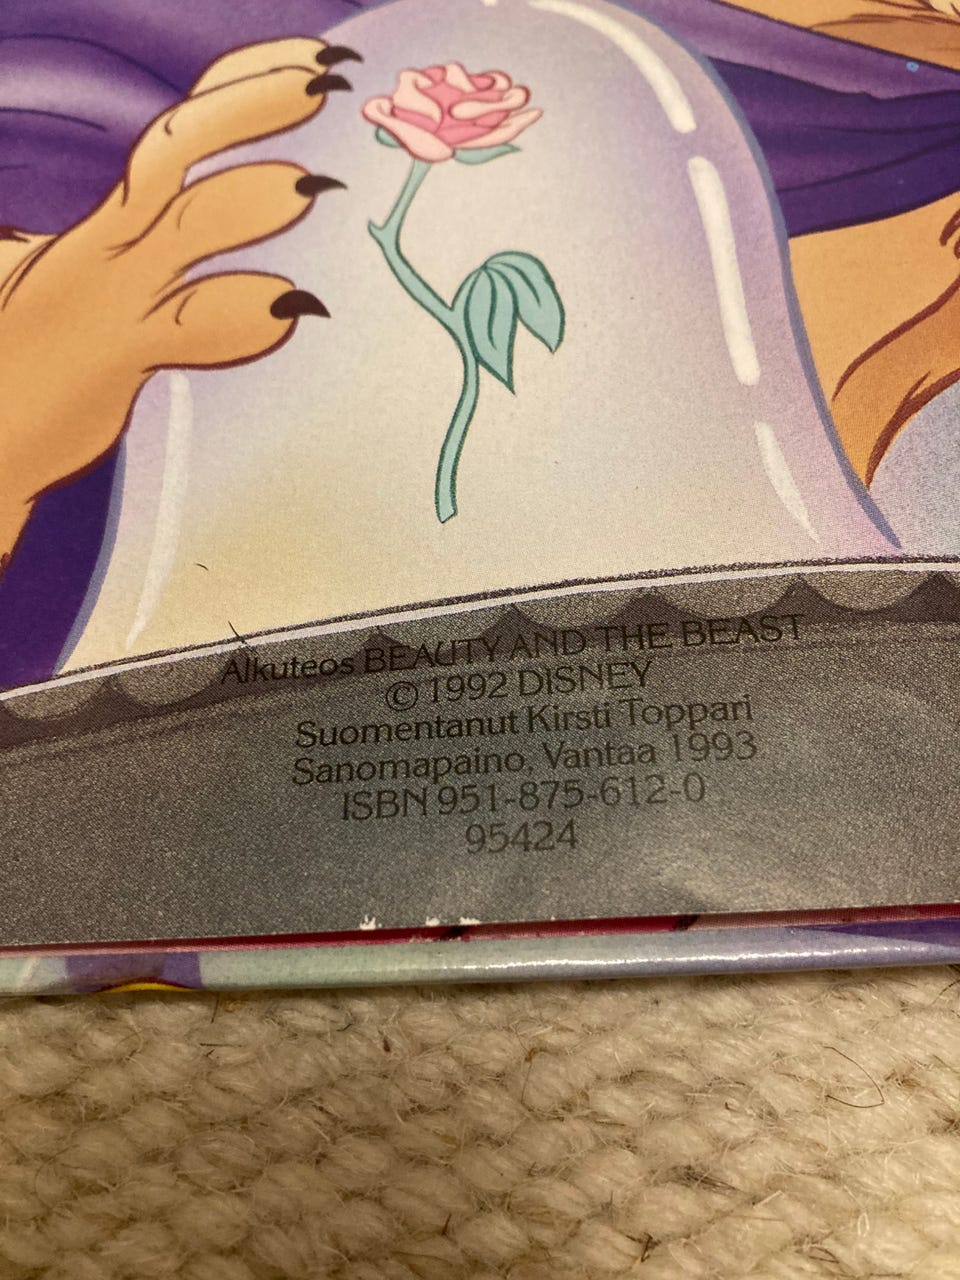 Alkuteos BEAUTY AND THE BEAST
© 1992 DISNEY
Suomentanut Kirsti Toppari
Sanomapaino, Vantaa 1993
ISBN 951-875-612-0
95424